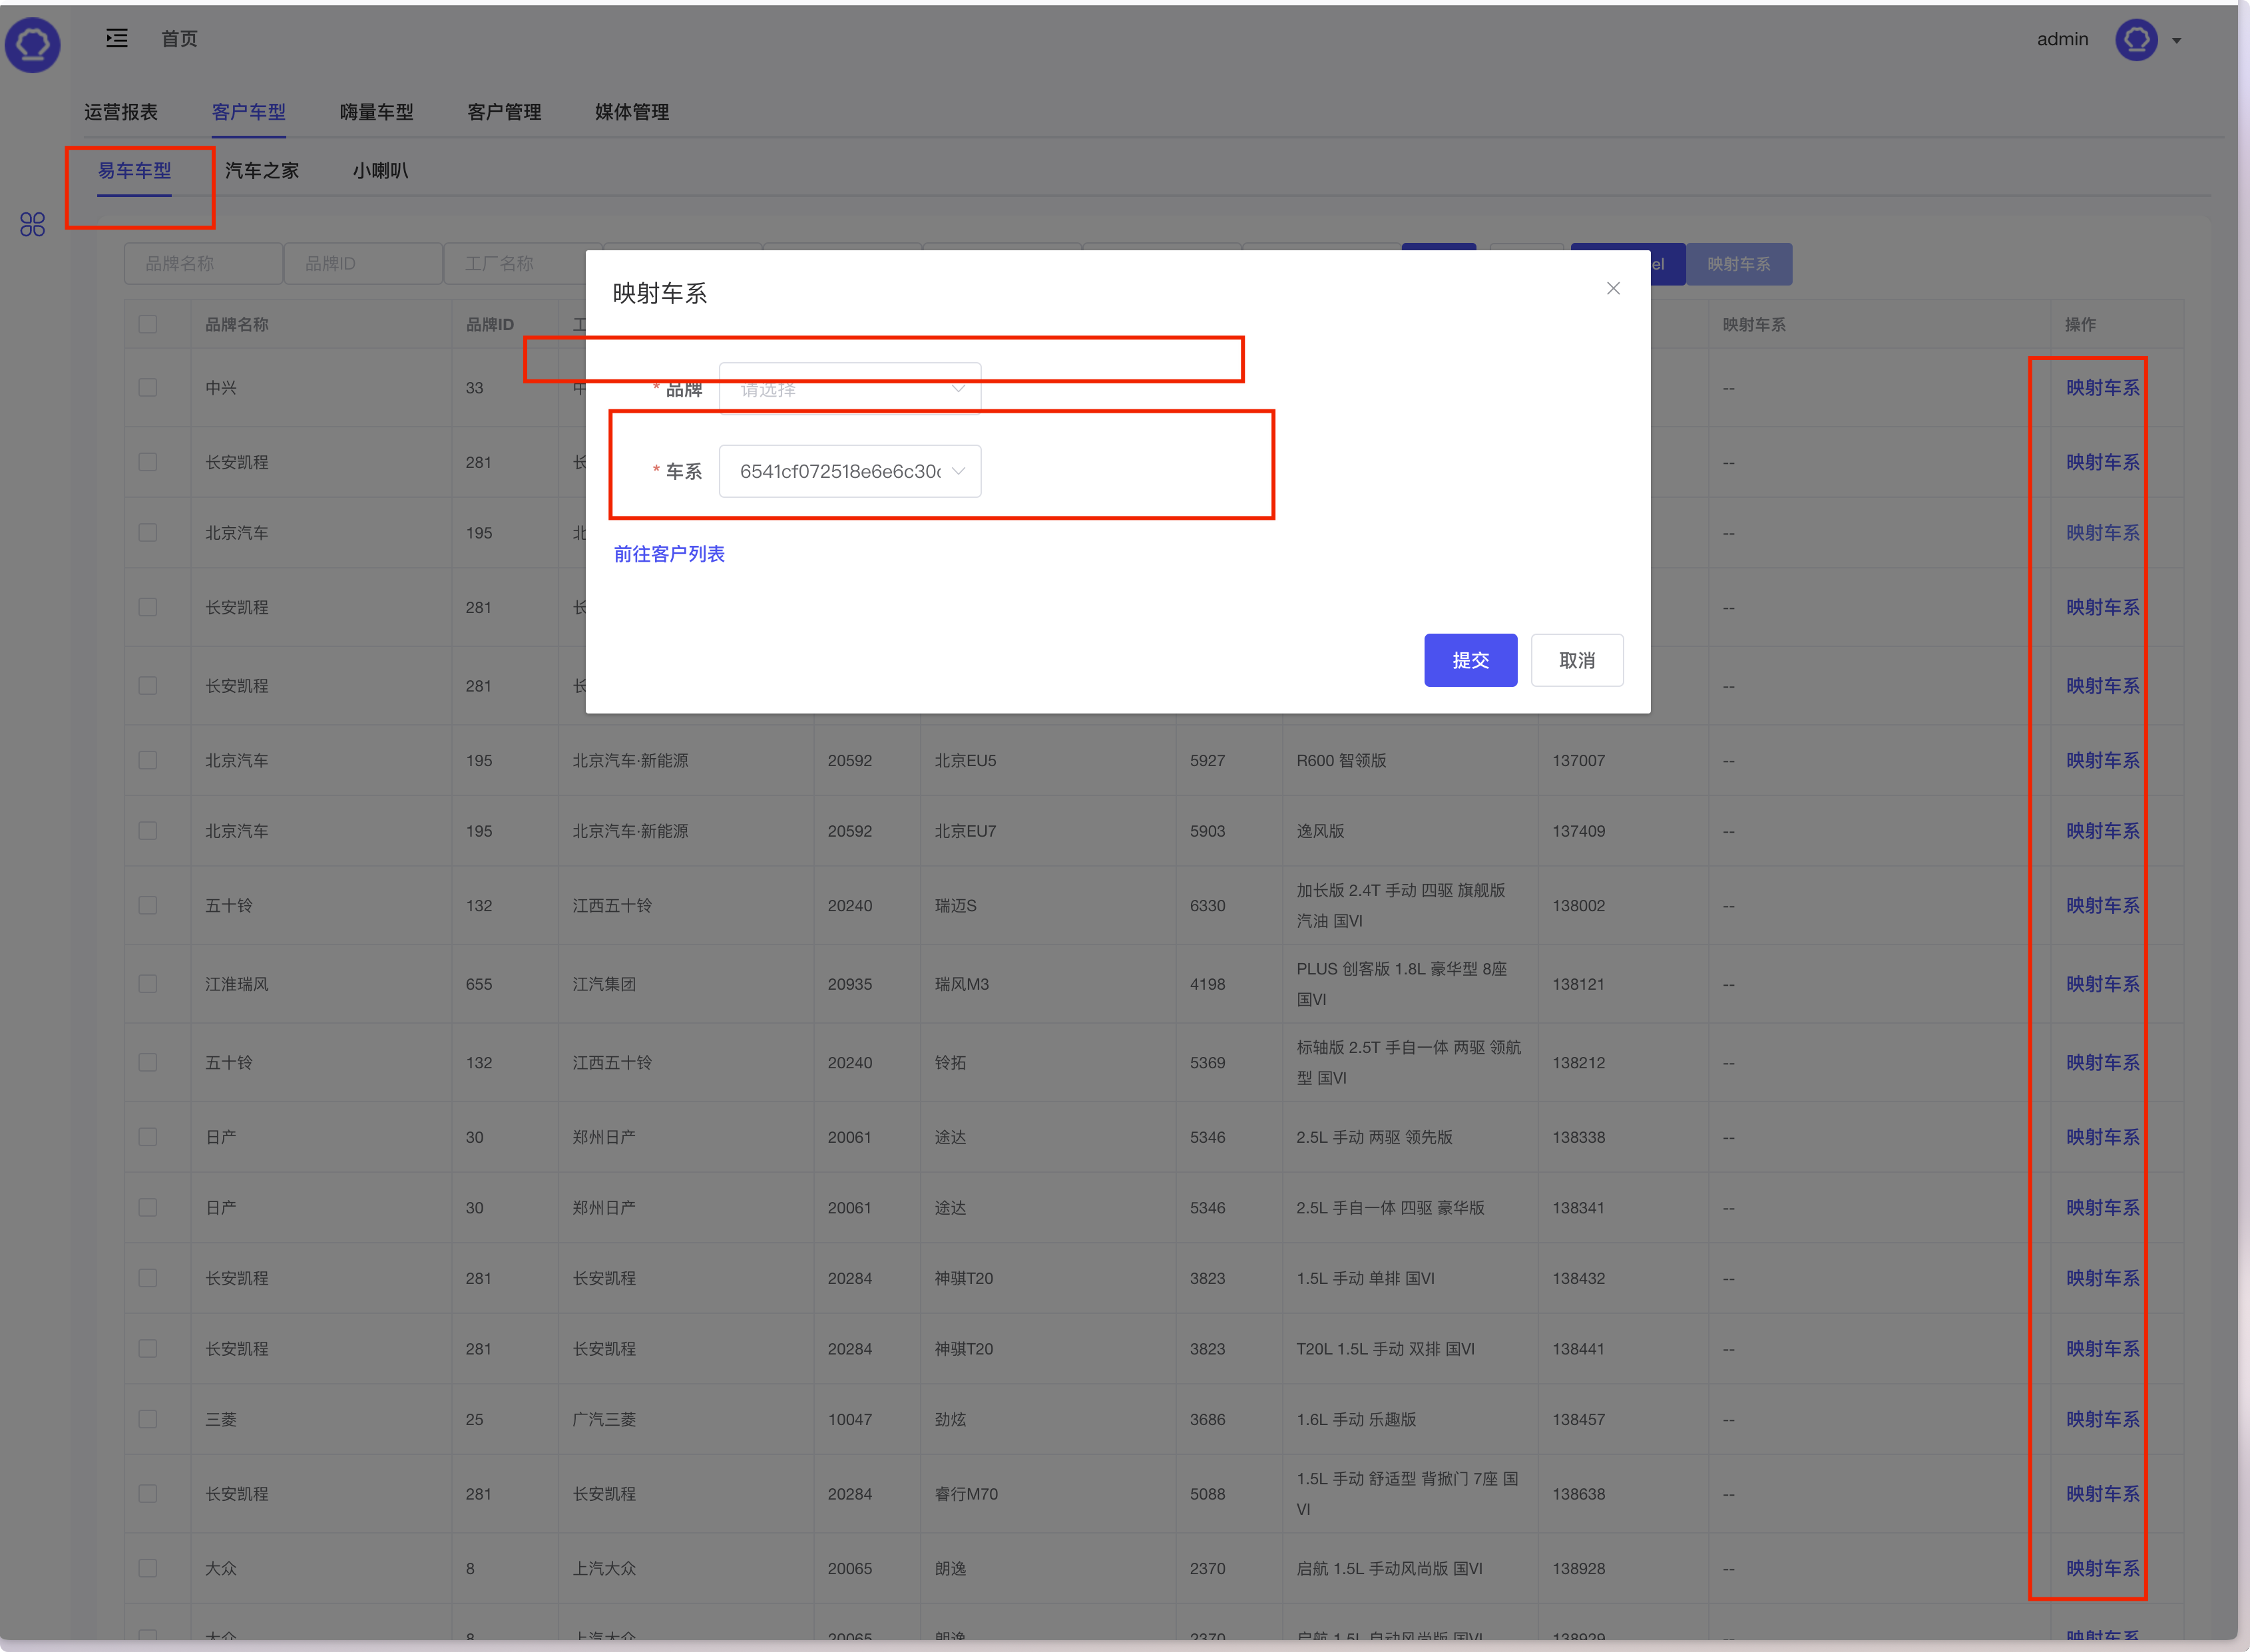 首页
admin
运营报表 客户车型 嗨量车型 客户管理 媒体管理
易车车型 汽车之家 小喇叭
品牌名称 品牌ID 工厂名称 el 映射车系
映射车系
* 品牌 请选择
* 车系 6541cf072518e6e6c30
前往客户列表
提交 取消
品牌名称 品牌ID 工 映射车系 操作
中兴 33 中 -- 映射车系
长安凯程 281 长 -- 映射车系
北京汽车 195 北 -- 映射车系
长安凯程 281 长 -- 映射车系
长安凯程 281 长 -- 映射车系
北京汽车 195 北京汽车·新能源 20592 北京EU5 5927 R600 智领版 137007 -- 映射车系
北京汽车 195 北京汽车·新能源 20592 北京EU7 5903 逸风版 137409 -- 映射车系
五十铃 132 江西五十铃 20240 瑞迈S 6330 加长版 2.4T 手动 四驱 旗舰版
汽油 国VI 138002 -- 映射车系
江淮瑞风 655 江汽集团 20935 瑞风M3 4198 PLUS 创客版 1.8L 豪华型 8座
国VI 138121 -- 映射车系
五十铃 132 江西五十铃 20240 铃拓 5369 标轴版 2.5T 手自一体 两驱 领航
型 国VI 138212 -- 映射车系
日产 30 郑州日产 20061 途达 5346 2.5L 手动 两驱 领先版 138338 -- 映射车系
日产 30 郑州日产 20061 途达 5346 2.5L 手自一体 四驱 豪华版 138341 -- 映射车系
长安凯程 281 长安凯程 20284 神骐T20 3823 1.5L 手动 单排 国VI 138432 -- 映射车系
长安凯程 281 长安凯程 20284 神骐T20 3823 T20L 1.5L 手动 双排 国VI 138441 -- 映射车系
三菱 25 广汽三菱 10047 劲炫 3686 1.6L 手动 乐趣版 138457 -- 映射车系
长安凯程 281 长安凯程 20284 睿行M70 5088 1.5L 手动 舒适型 背掀门 7座 国
VI 138638 -- 映射车系
大众 8 上汽大众 20065 朗逸 2370 启航 1.5L 手动风尚版 国VI 138928 -- 映射车系
大众 8 上汽大众 20065 朗逸 2370 启航 1.5L 自动风尚版 国VI 138929 -- 映射车系